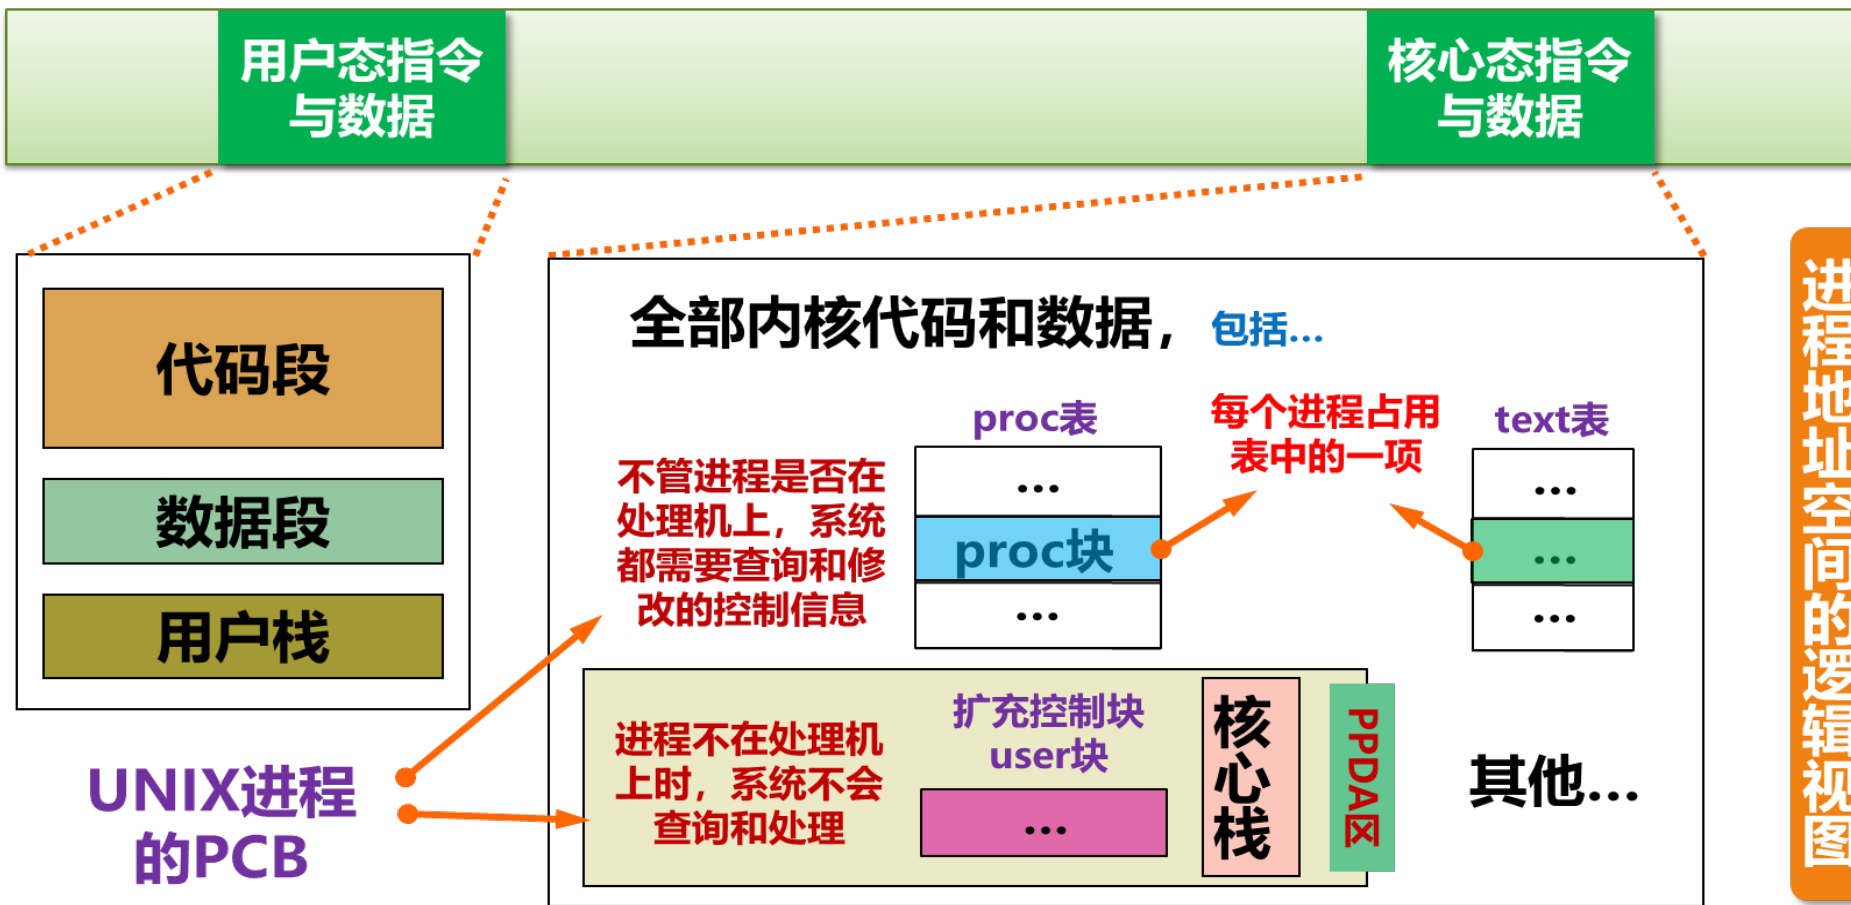 用户态指令
与数据
核心态指令
与数据
代码段
数据段
用户栈
UNIX进程
的PCB
全部内核代码和数据，包括...
proc表
...
proc块
...
每个进程占用
表中的一项
text表
...
...
...
不管进程是否在
处理机上，系统
都需要查询和修
改的控制信息
进程不在处理机
上时，系统不会
查询和处理
扩充控制块
user块
...
核心栈
PPDA区
其他...
进程地址空间的逻辑视图